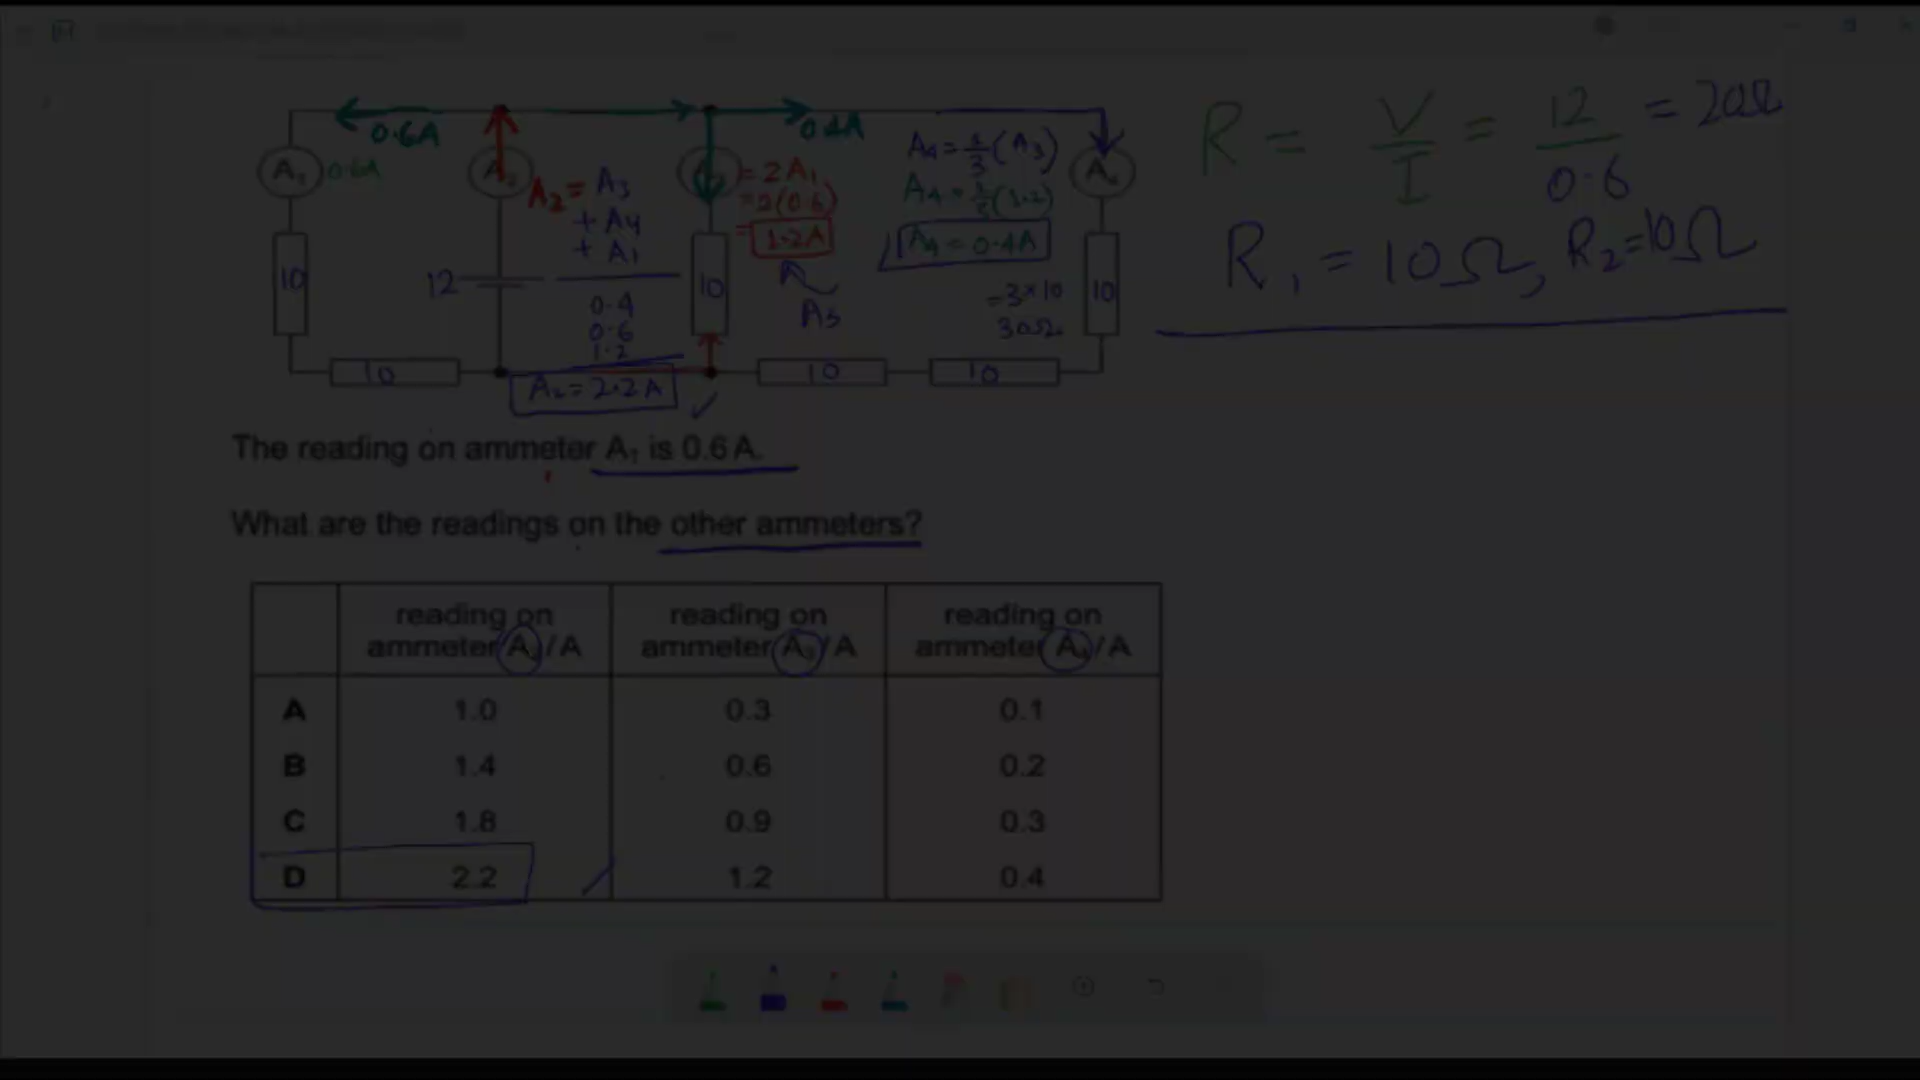 0.6A
0.4A
A₁
0.6A
A₂ = A₃
+ A4
+ A₁
= 2A₁
= 2(0.6)
= 1.2A
A₄ = ⅓(A₃)
A₄ = ⅓(1.2)
A₄ = 0.4A
R = V/I = 12/0.6 = 20Ω
R₁ = 10Ω, R₂=10Ω
10
12
0.4
0.6
1.2
10
=3×10
30Ω
10
10
A₂=2.2A
10
10
The reading on ammeter A₁ is 0.6 A.
What are the readings on the other ammeters?
reading on
ammeter A₂/A
reading on
ammeter A₃/A
reading on
ammeter A₄/A
A 1.0 0.3 0.1
B 1.4 0.6 0.2
C 1.8 0.9 0.3
D 2.2 1.2 0.4